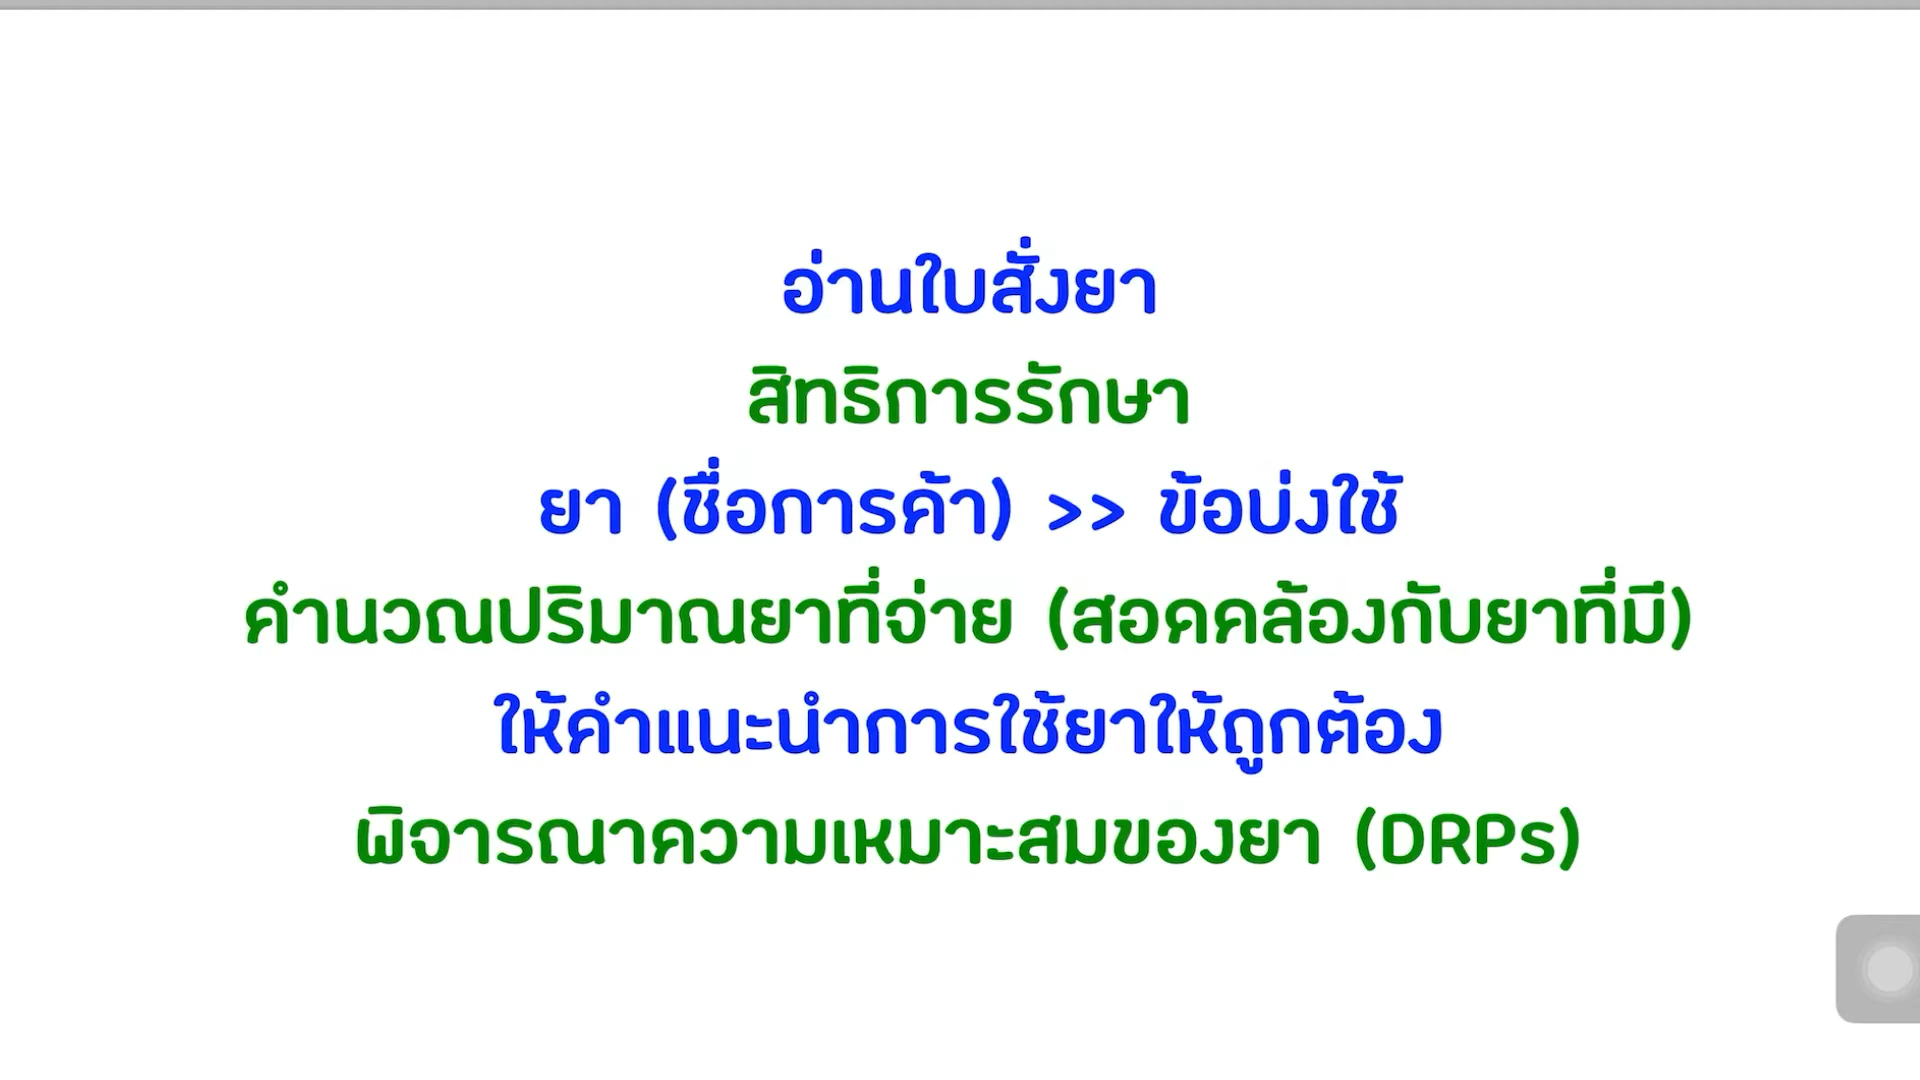 อ่านใบสั่งยา
สิทธิการรักษา
ยา (ชื่อการค้า) >> ข้อบ่งใช้
คำนวณปริมาณยาที่จ่าย (สอดคล้องกับยาที่มี)
ให้คำแนะนำการใช้ยาให้ถูกต้อง
พิจารณาความเหมาะสมของยา (DRPs)